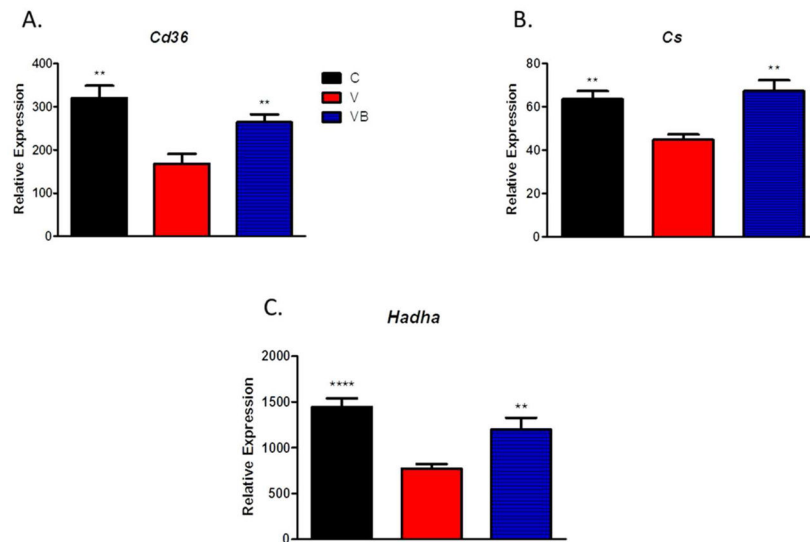 A.
Cd36
Relative Expression
400
300
200
100
0
**
**
C
V
VB
B.
Cs
Relative Expression
80
60
40
20
0
**
**
C.
Hadha
Relative Expression
2000
1500
1000
500
0
****
**